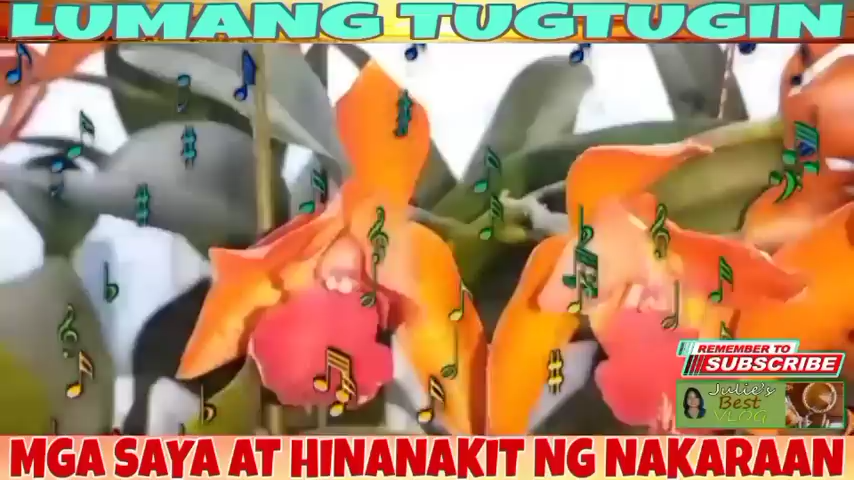 LUMANG TUGTUGIN
REMEMBER TO
SUBSCRIBE
Julie's
Best
VLOG
MGA SAYA AT HINANAKIT NG NAKARAAN